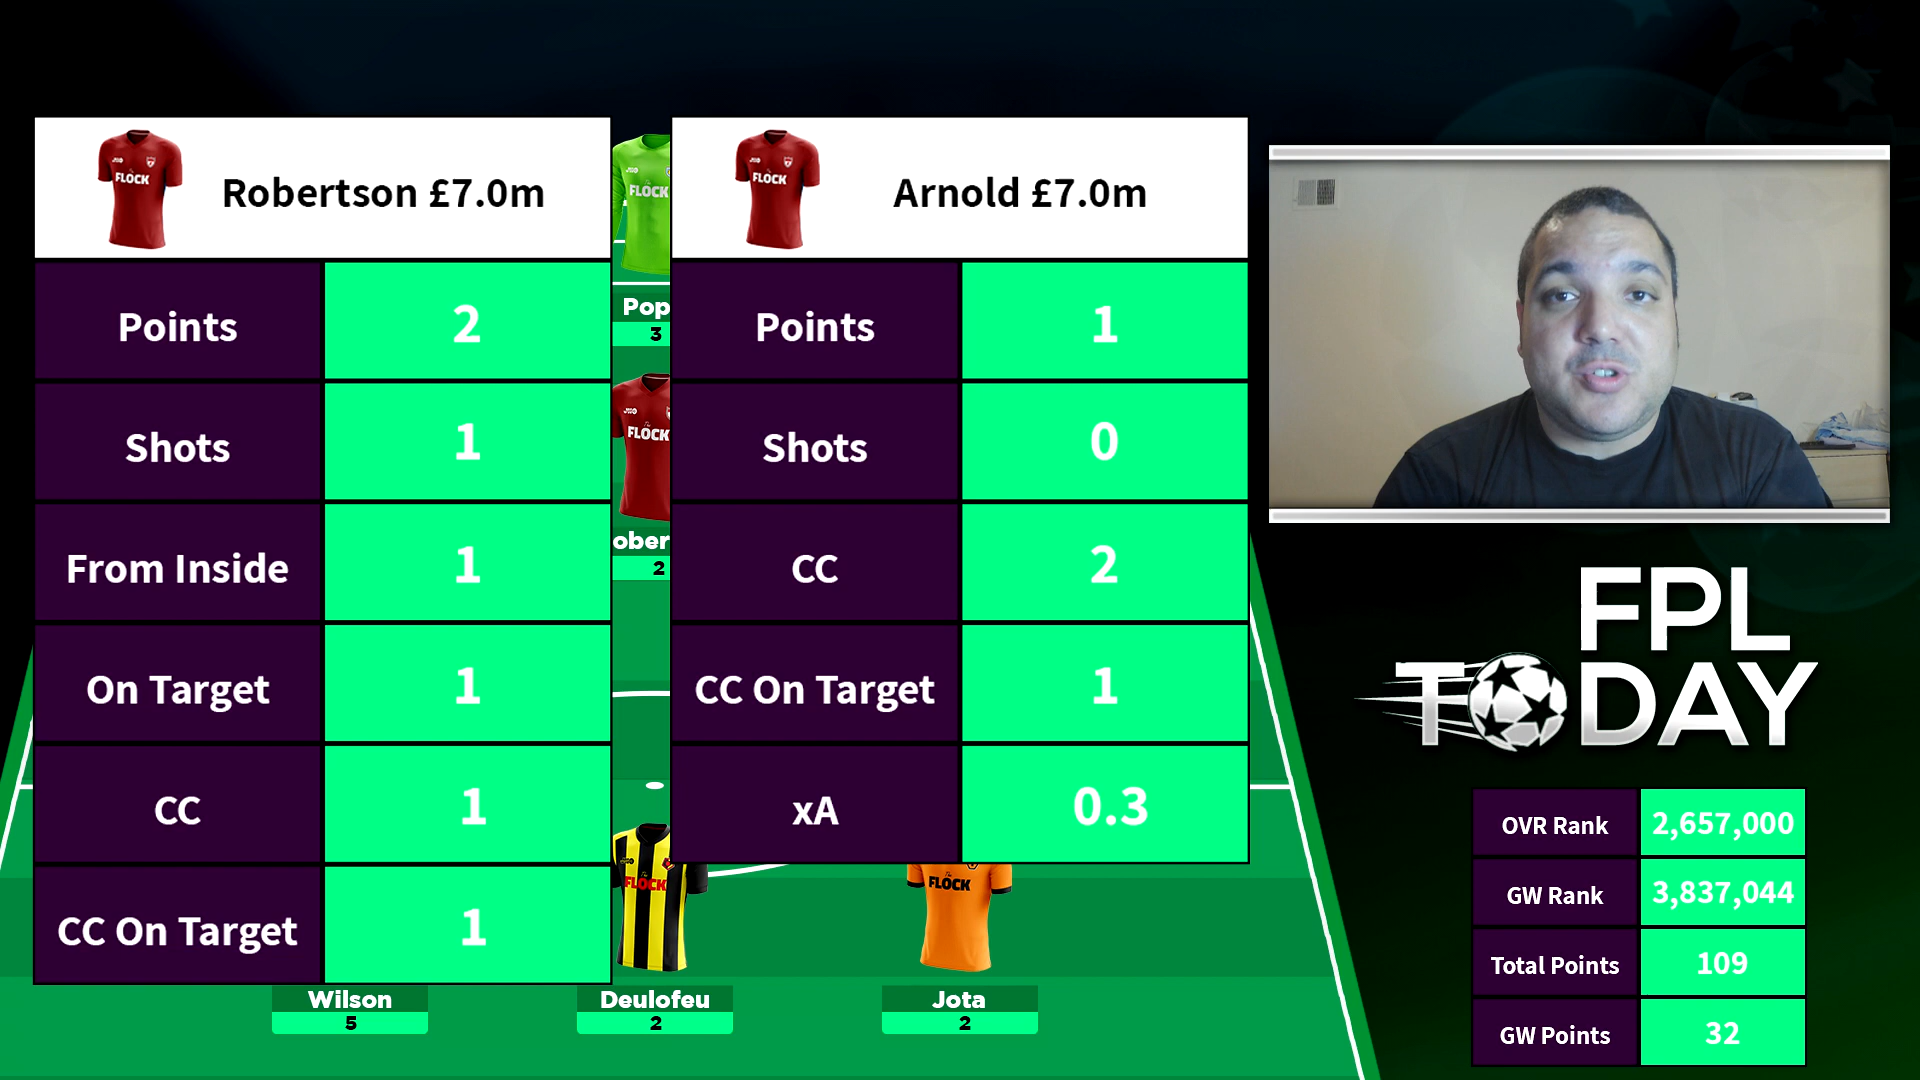 FLOCK
Robertson £7.0m
Points
2
Shots
1
From Inside
1
On Target
1
CC
1
CC On Target
1
FLOCK
Pop
3
FLOCK
ober
2
FLOCK
Arnold £7.0m
Points
1
Shots
0
CC
2
CC On Target
1
xA
0.3
FLOCK
FLOCK
Wilson
5
Deulofeu
2
Jota
2
FPL
TODAY
OVR Rank
2,657,000
GW Rank
3,837,044
Total Points
109
GW Points
32